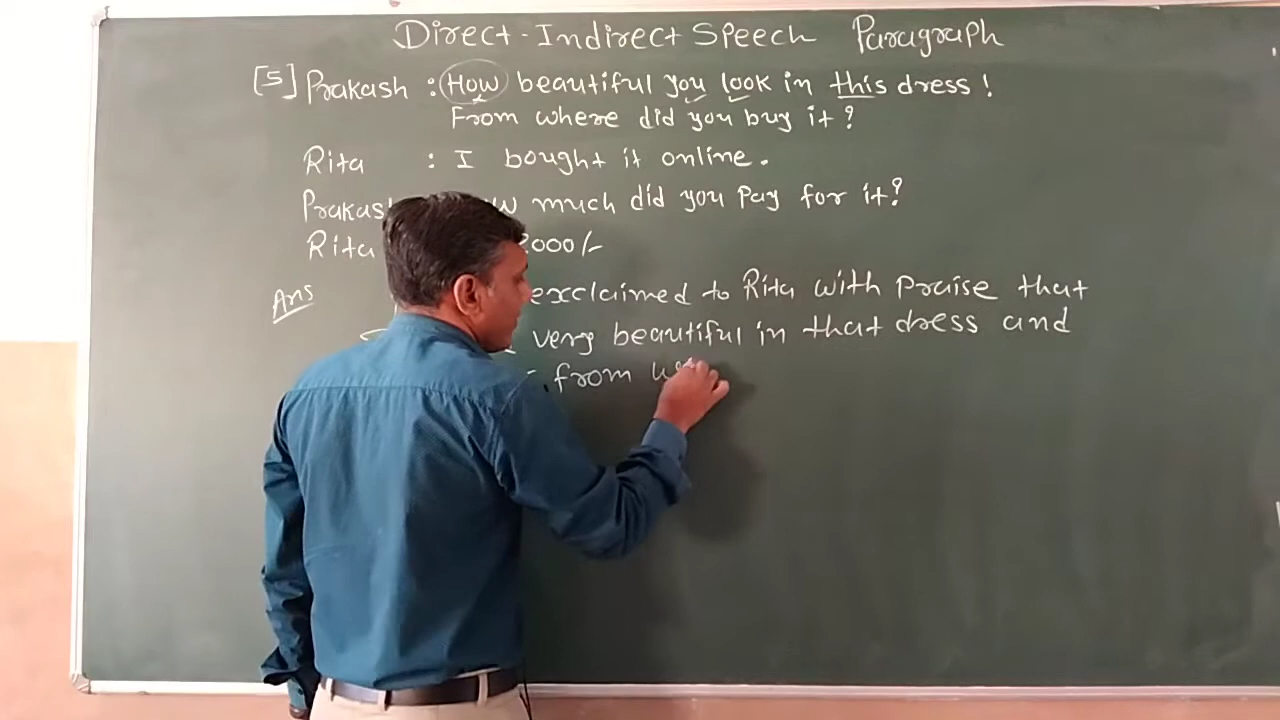 Direct-Indirect Speech Paragraph
[5] Prakash : How beautiful you look in this dress!
From where did you buy it?
Rita : I bought it online.
Prakash much did you pay for it?
Rita 2000/-
Ans exclaimed to Rita with praise that
very beautiful in that dress and
from